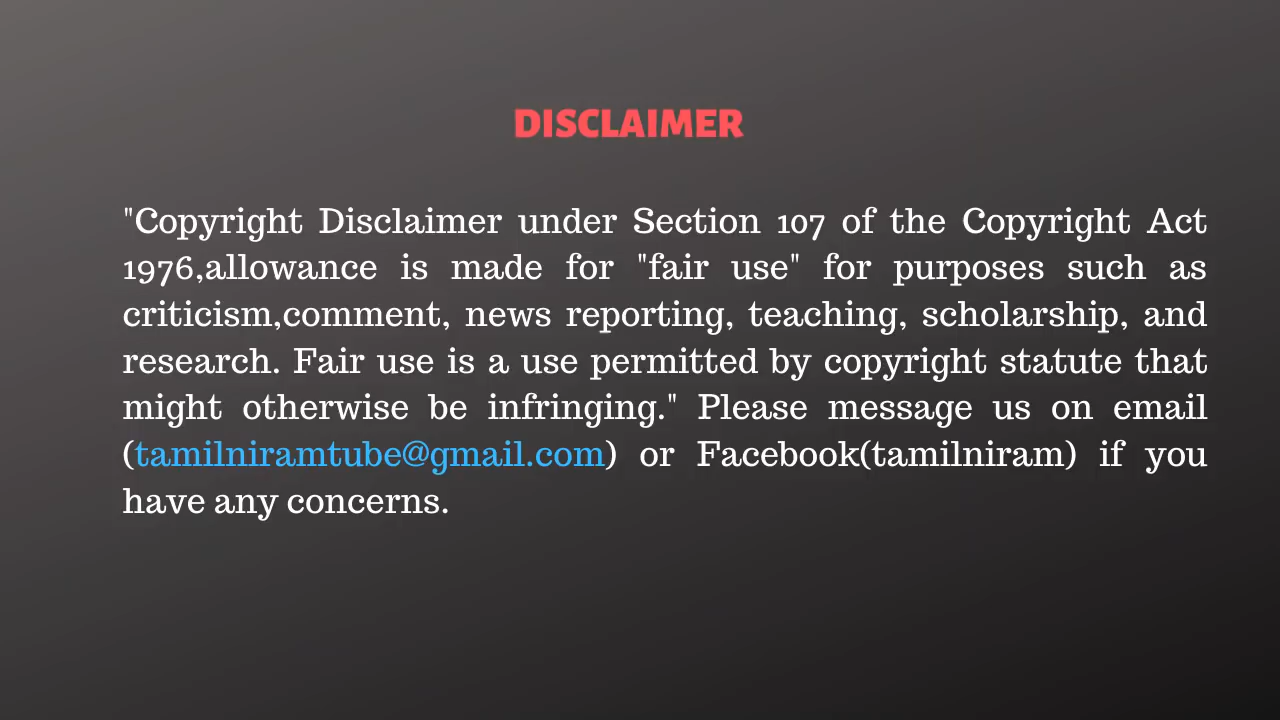 DISCLAIMER
"Copyright Disclaimer under Section 107 of the Copyright Act
1976,allowance is made for "fair use" for purposes such as
criticism,comment, news reporting, teaching, scholarship, and
research. Fair use is a use permitted by copyright statute that
might otherwise be infringing." Please message us on email
(tamilniramtube@gmail.com) or Facebook(tamilniram) if you
have any concerns.